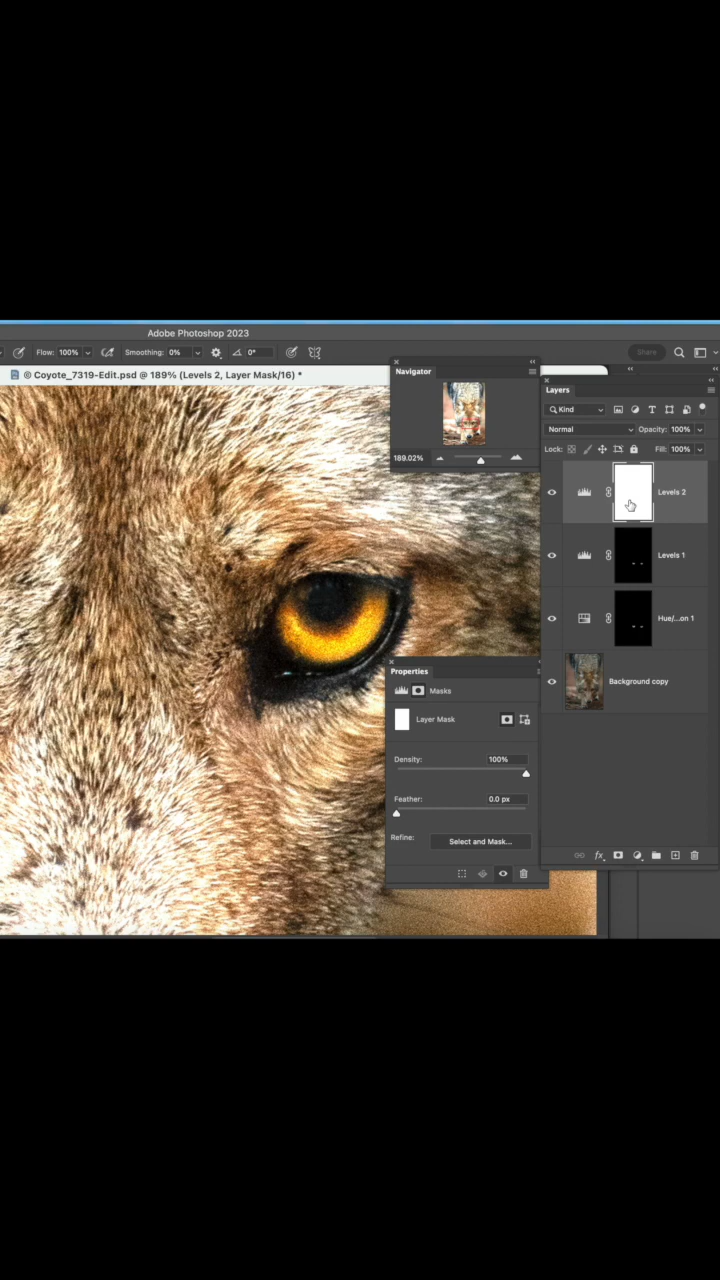 Adobe Photoshop 2023
Flow: 100%
Smoothing: 0%
0°
Share
© Coyote_7319-Edit.psd @ 189% (Levels 2, Layer Mask/16) *
Navigator
189.02%
Layers
Kind
Normal
Opacity: 100%
Lock:
Fill: 100%
Levels 2
Levels 1
Hue/...on 1
Background copy
Properties
Masks
Layer Mask
Density: 100%
Feather: 0.0 px
Refine: Select and Mask...
fx